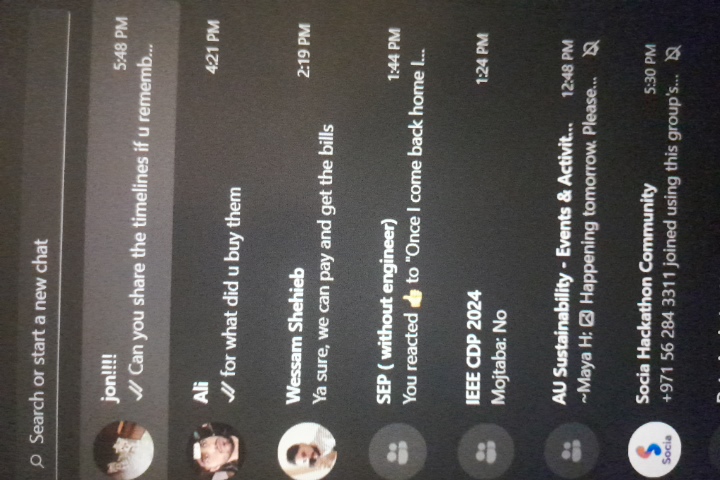 Search or start a new chat
jon!!!!
5:48 PM
Can you share the timelines if u rememb...
Ali
4:21 PM
for what did u buy them
Wessam Shehieb
2:19 PM
Ya sure, we can pay and get the bills
SEP ( without engineer)
1:44 PM
You reacted 👍 to "Once I come back home I...
IEEE CDP 2024
1:24 PM
Mojtaba: No
AU Sustainability - Events & Activit...
12:48 PM
~Maya H: Happening tomorrow. Please...
Socia Hackathon Community
5:30 PM
Socia
+971 56 284 3311 joined using this group's...